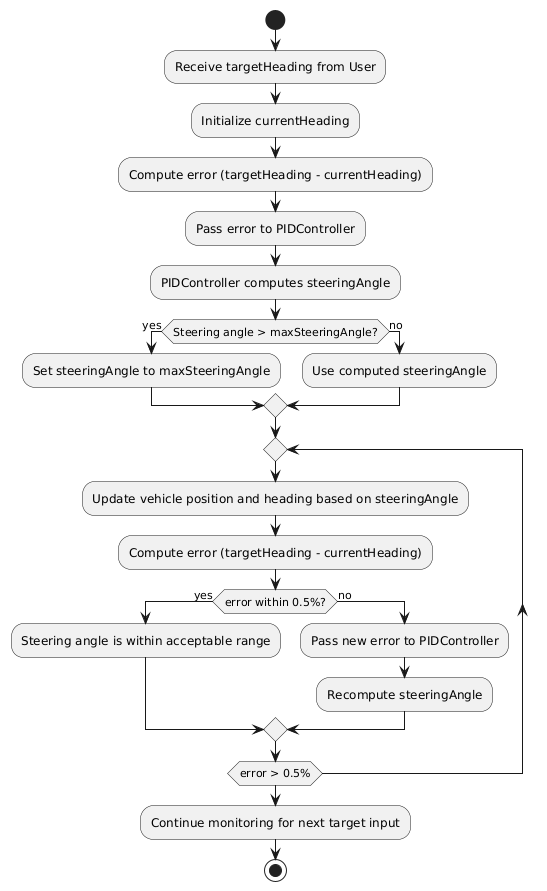 Receive targetHeading from User
Initialize currentHeading
Compute error (targetHeading - currentHeading)
Pass error to PIDController
PIDController computes steeringAngle
yes
Steering angle > maxSteeringAngle?
no
Set steeringAngle to maxSteeringAngle
Use computed steeringAngle
Update vehicle position and heading based on steeringAngle
Compute error (targetHeading - currentHeading)
yes
error within 0.5%?
no
Steering angle is within acceptable range
Pass new error to PIDController
Recompute steeringAngle
error > 0.5%
Continue monitoring for next target input